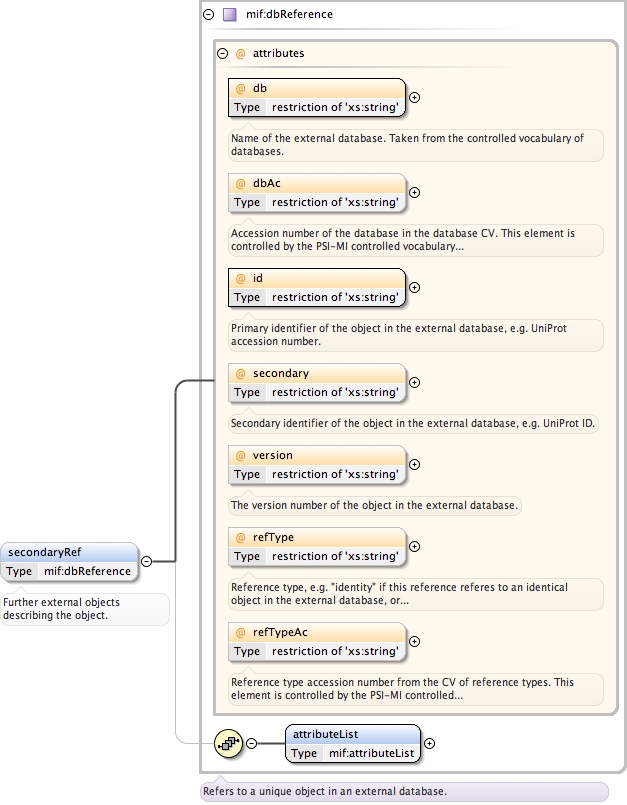 mif:dbReference
@ attributes
@ db
Type restriction of 'xs:string'
Name of the external database. Taken from the controlled vocabulary of
databases.
@ dbAc
Type restriction of 'xs:string'
Accession number of the database in the database CV. This element is
controlled by the PSI-MI controlled vocabulary...
@ id
Type restriction of 'xs:string'
Primary identifier of the object in the external database, e.g. UniProt
accession number.
@ secondary
Type restriction of 'xs:string'
Secondary identifier of the object in the external database, e.g. UniProt ID.
@ version
Type restriction of 'xs:string'
The version number of the object in the external database.
@ refType
Type restriction of 'xs:string'
Reference type, e.g. "identity" if this reference referes to an identical
object in the external database, or...
@ refTypeAc
Type restriction of 'xs:string'
Reference type accession number from the CV of reference types. This
element is controlled by the PSI-MI controlled...
secondaryRef
Type mif:dbReference
Further external objects
describing the object.
attributeList
Type mif:attributeList
Refers to a unique object in an external database.